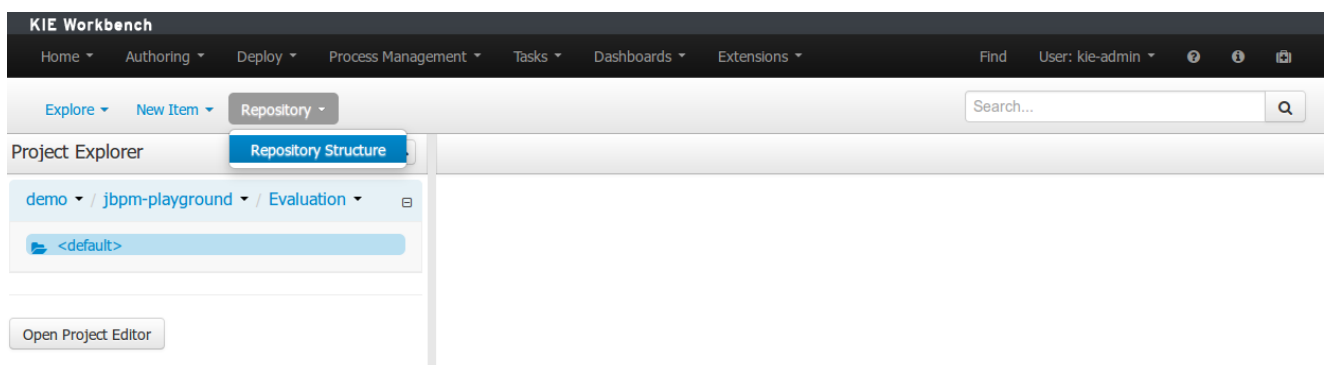 KIE Workbench
Home Authoring Deploy Process Management Tasks Dashboards Extensions Find User: kie-admin
Explore New Item Repository Search...
Repository Structure
Project Explorer
demo / jbpm-playground / Evaluation
<default>
Open Project Editor